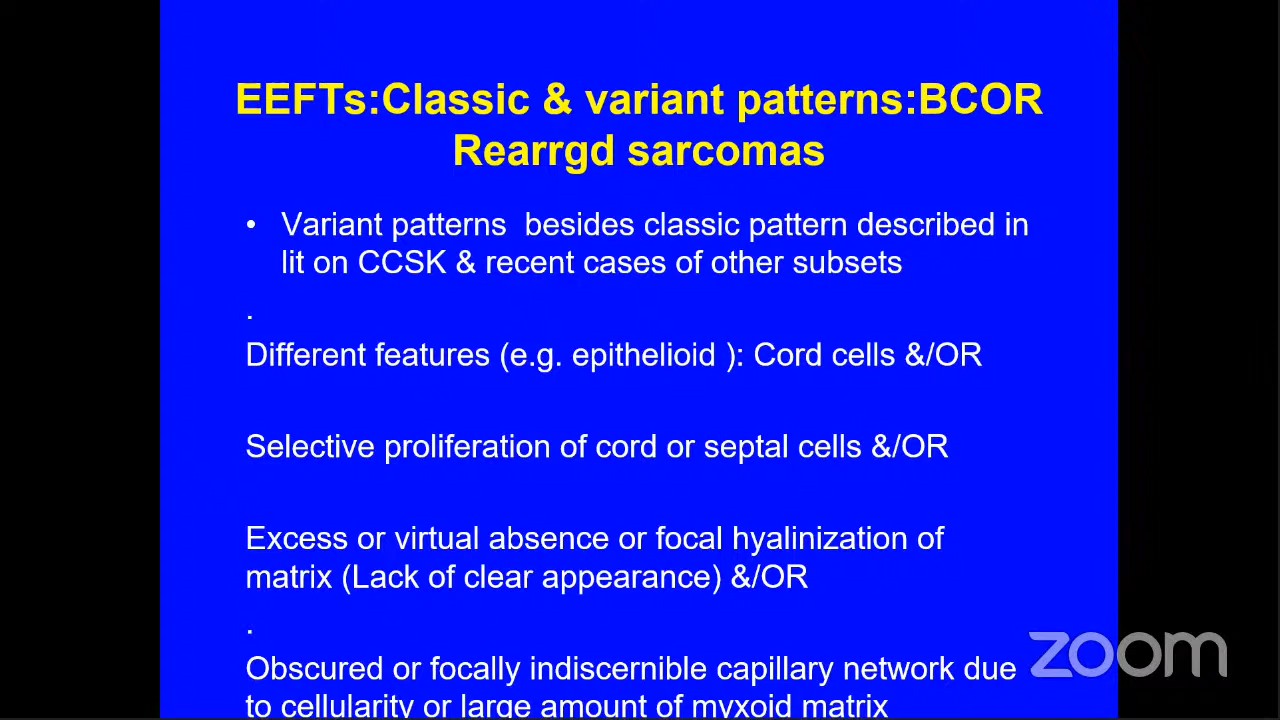 EEFTs:Classic & variant patterns:BCOR
Rearrgd sarcomas
• Variant patterns  besides classic pattern described in
lit on CCSK & recent cases of other subsets
.
Different features (e.g. epithelioid ): Cord cells &/OR
Selective proliferation of cord or septal cells &/OR
Excess or virtual absence or focal hyalinization of
matrix (Lack of clear appearance) &/OR
.
Obscured or focally indiscernible capillary network due
to cellularity or large amount of myxoid matrix
zoom